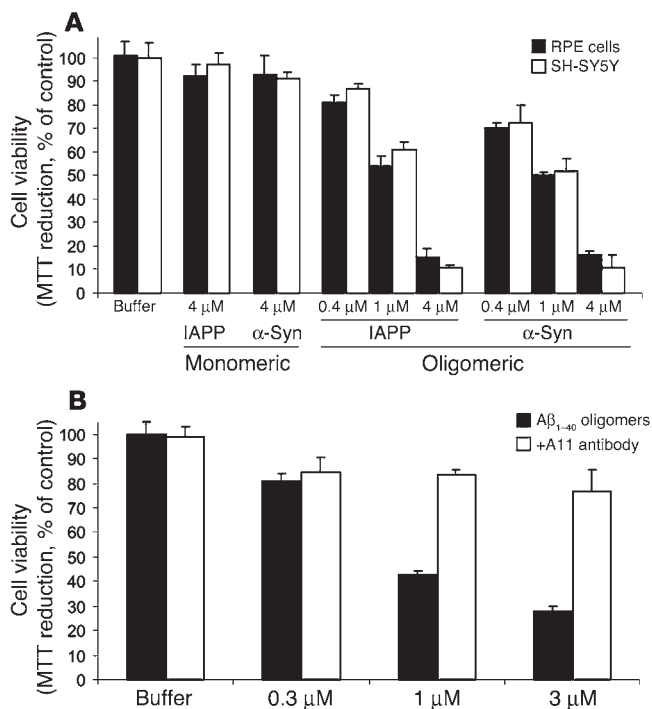 A
RPE cells
SH-SY5Y
Cell viability
(MTT reduction, % of control)
100
90
80
70
60
50
40
30
20
10
0
Buffer 4 μM 4 μM 0.4 μM 1 μM 4 μM 0.4 μM 1 μM 4 μM
IAPP α-Syn IAPP α-Syn
Monomeric Oligomeric
B
Aβ1–40 oligomers
+A11 antibody
Cell viability
(MTT reduction, % of control)
100
90
80
70
60
50
40
30
20
10
0
Buffer 0.3 μM 1 μM 3 μM